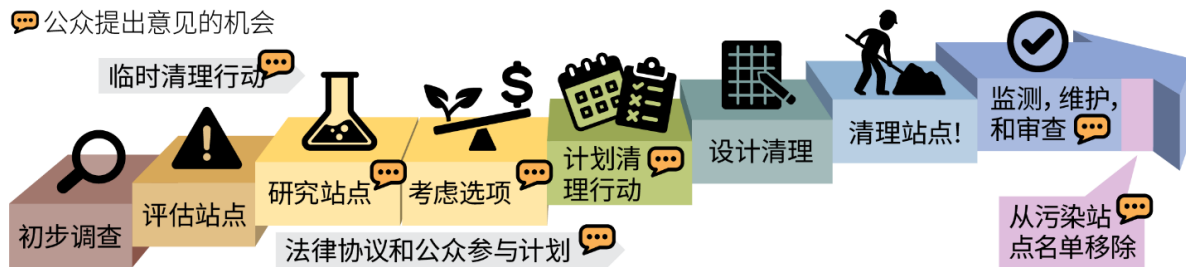 公众提出意见的机会
临时清理行动
初步调查
评估站点
研究站点
考虑选项
法律协议和公众参与计划
计划清
理行动
设计清理
清理站点!
监测，维护，
和审查
从污染站
点名单移除